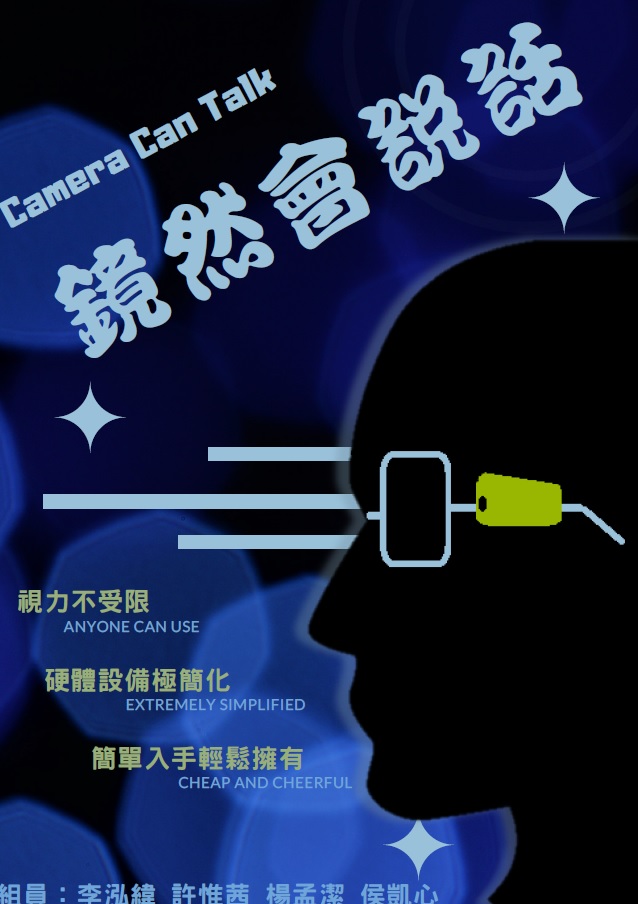 Camera Can Talk
鏡然會說話
視力不受限
ANYONE CAN USE
硬體設備極簡化
EXTREMELY SIMPLIFIED
簡單入手輕鬆擁有
CHEAP AND CHEERFUL
組員：李泓緯 許惟茜 楊孟潔 侯凱心